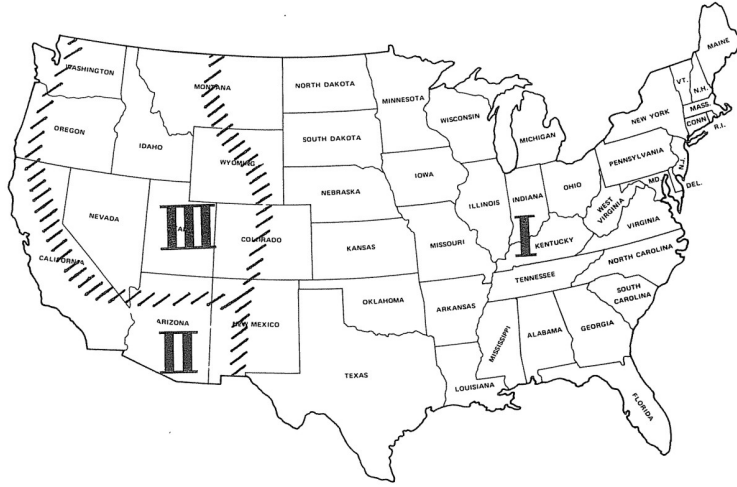 WASHINGTON
MONTANA
NORTH DAKOTA
MINNESOTA
MAINE
VT.
N.H.
MASS.
CONN
R.I.
NEW YORK
WISCONSIN
MICHIGAN
OREGON
IDAHO
SOUTH DAKOTA
WYOMING
IOWA
PENNSYLVANIA
N.J.
NEBRASKA
ILLINOIS
INDIANA
OHIO
MD.
DEL.
WEST
VIRGINIA
VIRGINIA
NEVADA
III
COLORADO
KANSAS
MISSOURI
I
KENTUCKY
CALIFORNIA
NORTH CAROLINA
TENNESSEE
OKLAHOMA
ARKANSAS
SOUTH
CAROLINA
ARIZONA
NEW MEXICO
II
MISSISSIPPI
ALABAMA
GEORGIA
TEXAS
LOUISIANA
FLORIDA